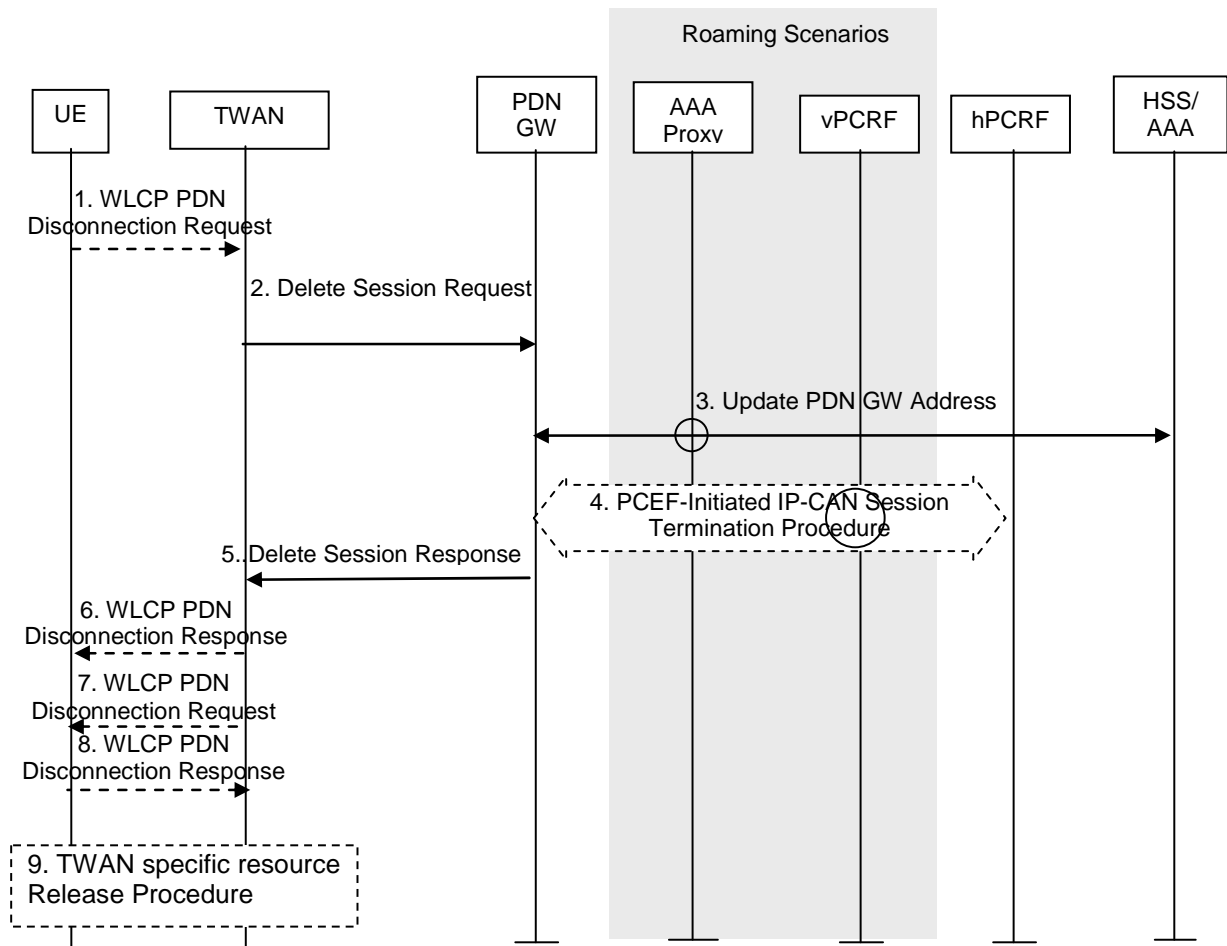 Roaming Scenarios
UE
TWAN
PDN
GW
AAA
Proxy
vPCRF
hPCRF
HSS/
AAA
1. WLCP PDN
Disconnection Request
2. Delete Session Request
3. Update PDN GW Address
4. PCEF-Initiated IP-CAN Session
Termination Procedure
5..Delete Session Response
6. WLCP PDN
Disconnection Response
7. WLCP PDN
Disconnection Request
8. WLCP PDN
Disconnection Response
9. TWAN specific resource
Release Procedure